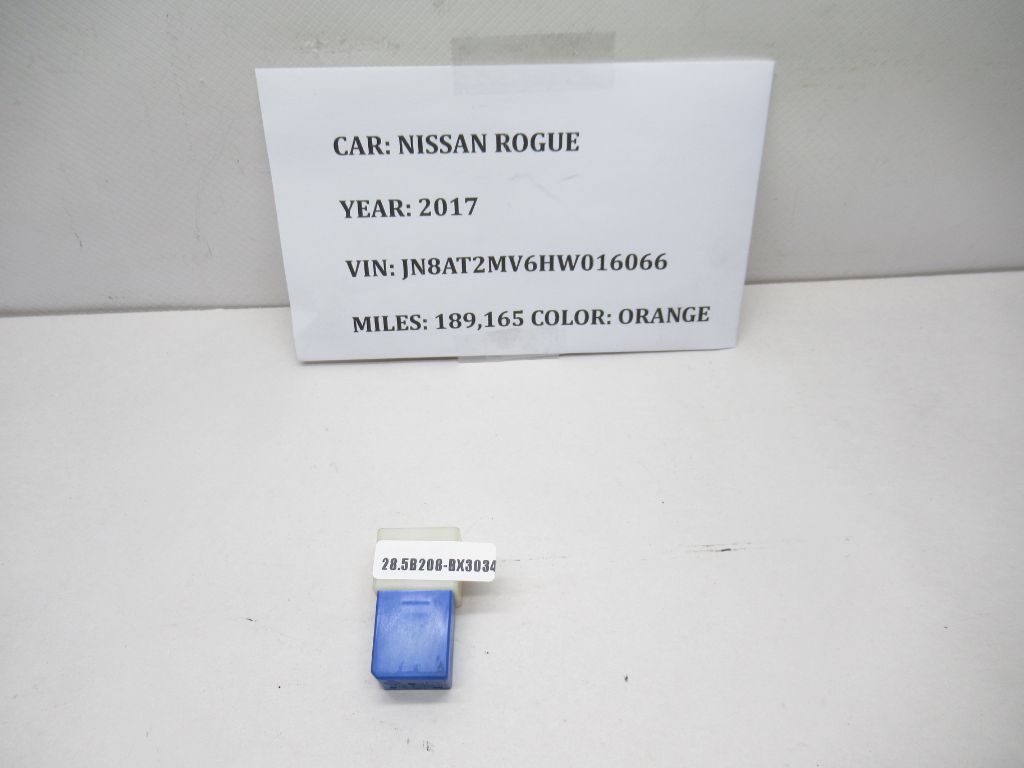 CAR: NISSAN ROGUE
YEAR: 2017
VIN: JN8AT2MV6HW016066
MILES: 189,165 COLOR: ORANGE
28.5B208-BX3034